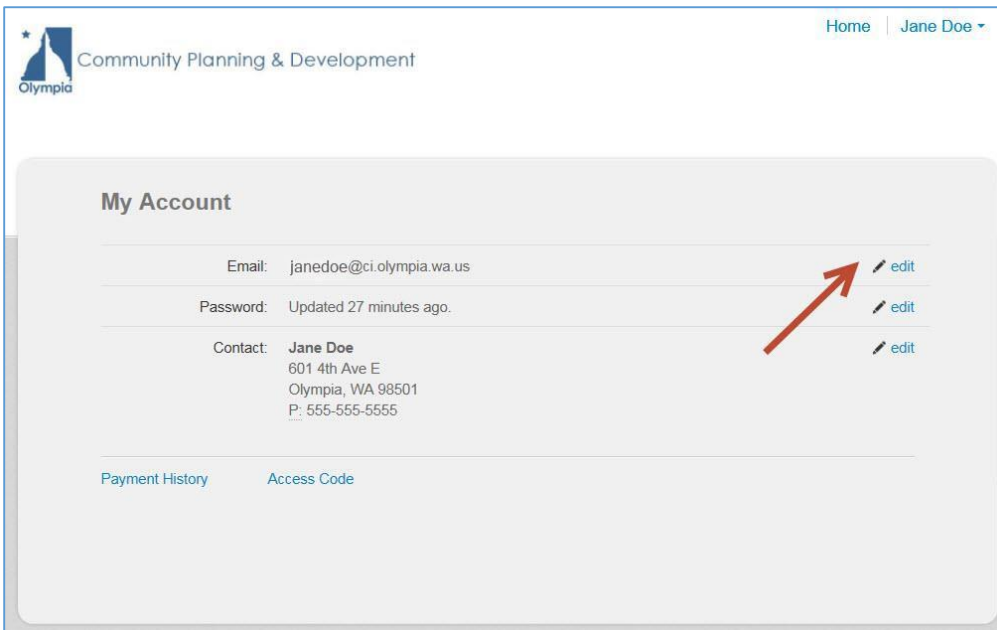 Home Jane Doe
Olympia
Community Planning & Development
My Account
Email: janedoe@ci.olympia.wa.us edit
Password: Updated 27 minutes ago. edit
Contact: Jane Doe edit
601 4th Ave E
Olympia, WA 98501
P: 555-555-5555
Payment History Access Code